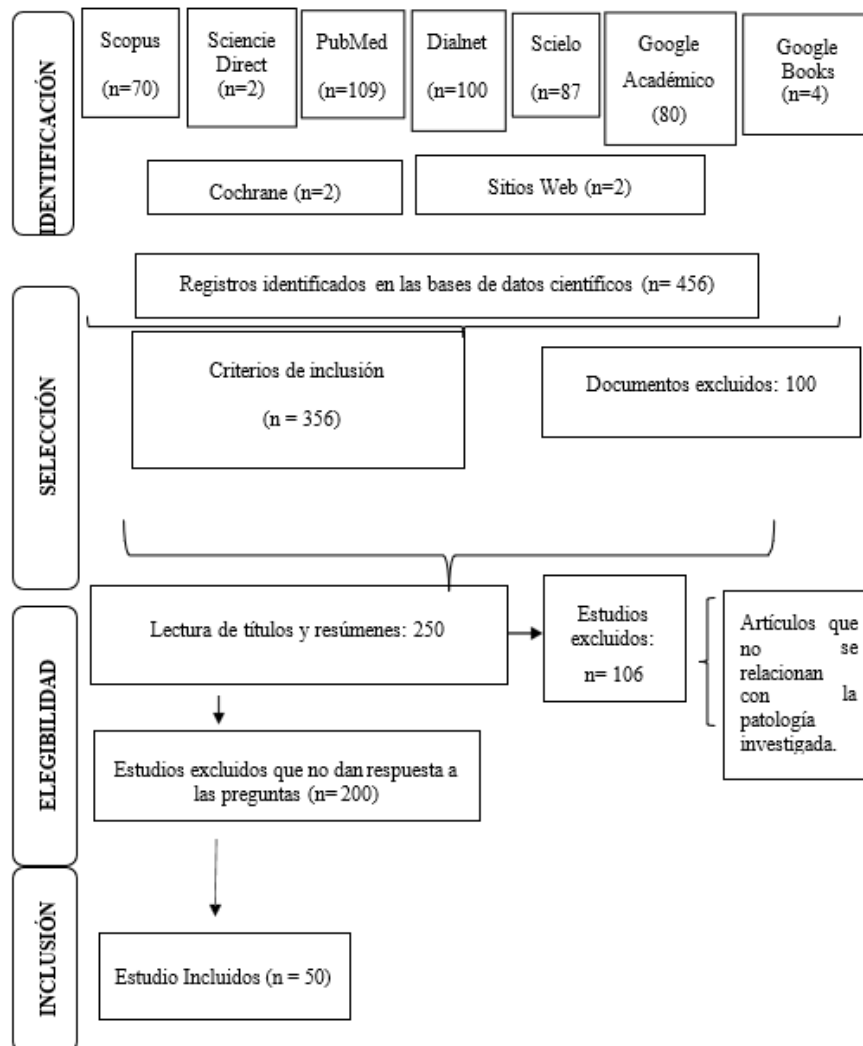 IDENTIFICACIÓN
Scopus
(n=70)
Sciencie
Direct
(n=2)
PubMed
(n=109)
Dialnet
(n=100
Scielo
(n=87
Google
Académico
(80)
Google
Books
(n=4)
Cochrane (n=2)
Sitios Web (n=2)
SELECCIÓN
Registros identificados en las bases de datos científicos (n= 456)
Criterios de inclusión
(n = 356)
Documentos excluidos: 100
ELEGIBILIDAD
Lectura de títulos y resúmenes: 250
Estudios
excluidos:
n= 106
Artículos que
no se
relacionan
con la
patología
investigada.
Estudios excluidos que no dan respuesta a
las preguntas (n= 200)
INCLUSIÓN
Estudio Incluidos (n = 50)